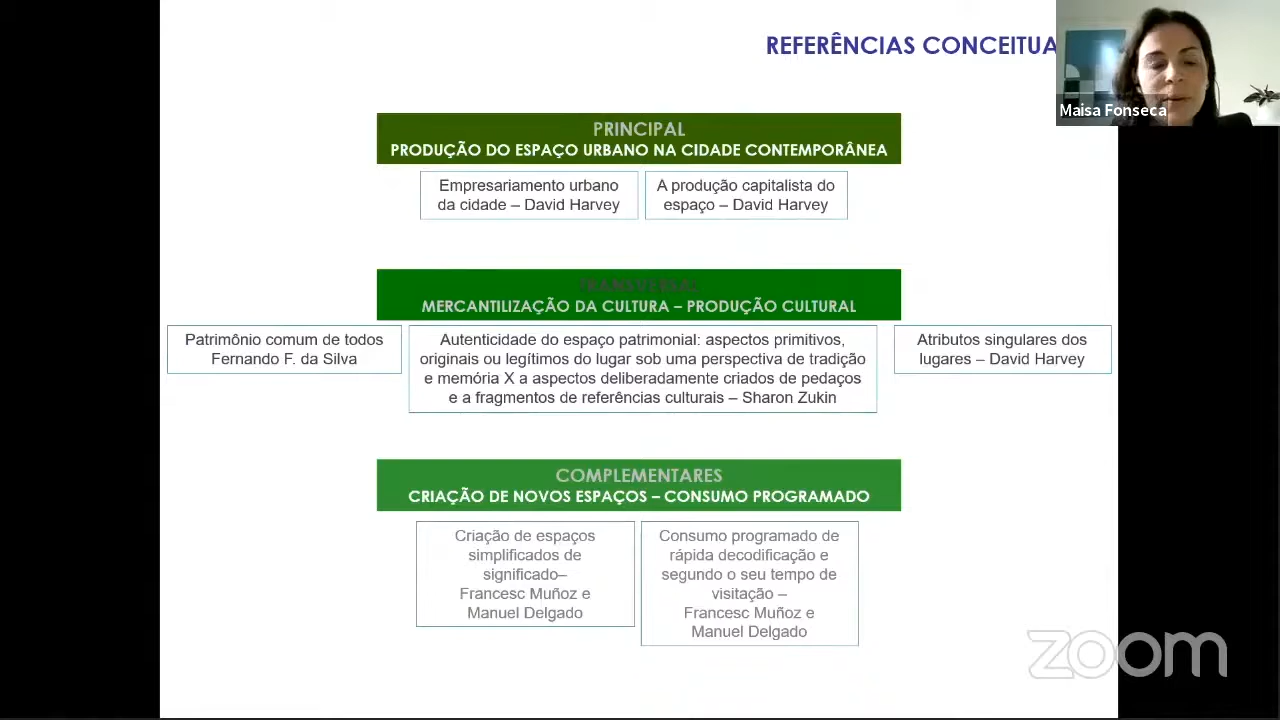 REFERÊNCIAS CONCEITUA
Maisa Fonseca
PRINCIPAL
PRODUÇÃO DO ESPAÇO URBANO NA CIDADE CONTEMPORÂNEA
Empresariamento urbano
da cidade – David Harvey
A produção capitalista do
espaço – David Harvey
TRANSVERSAL
MERCANTILIZAÇÃO DA CULTURA – PRODUÇÃO CULTURAL
Patrimônio comum de todos
Fernando F. da Silva
Autenticidade do espaço patrimonial: aspectos primitivos,
originais ou legítimos do lugar sob uma perspectiva de tradição
e memória X a aspectos deliberadamente criados de pedaços
e a fragmentos de referências culturais – Sharon Zukin
Atributos singulares dos
lugares – David Harvey
COMPLEMENTARES
CRIAÇÃO DE NOVOS ESPAÇOS – CONSUMO PROGRAMADO
Criação de espaços
simplificados de
significado–
Francesc Muñoz e
Manuel Delgado
Consumo programado de
rápida decodificação e
segundo o seu tempo de
visitação –
Francesc Muñoz e
Manuel Delgado
zoom